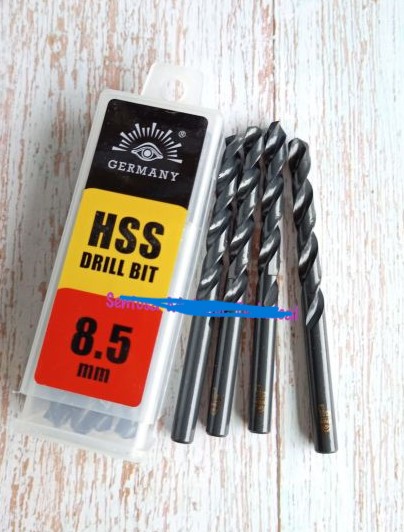 ®
GERMANY
HSS
DRILL BIT
8.5
mm